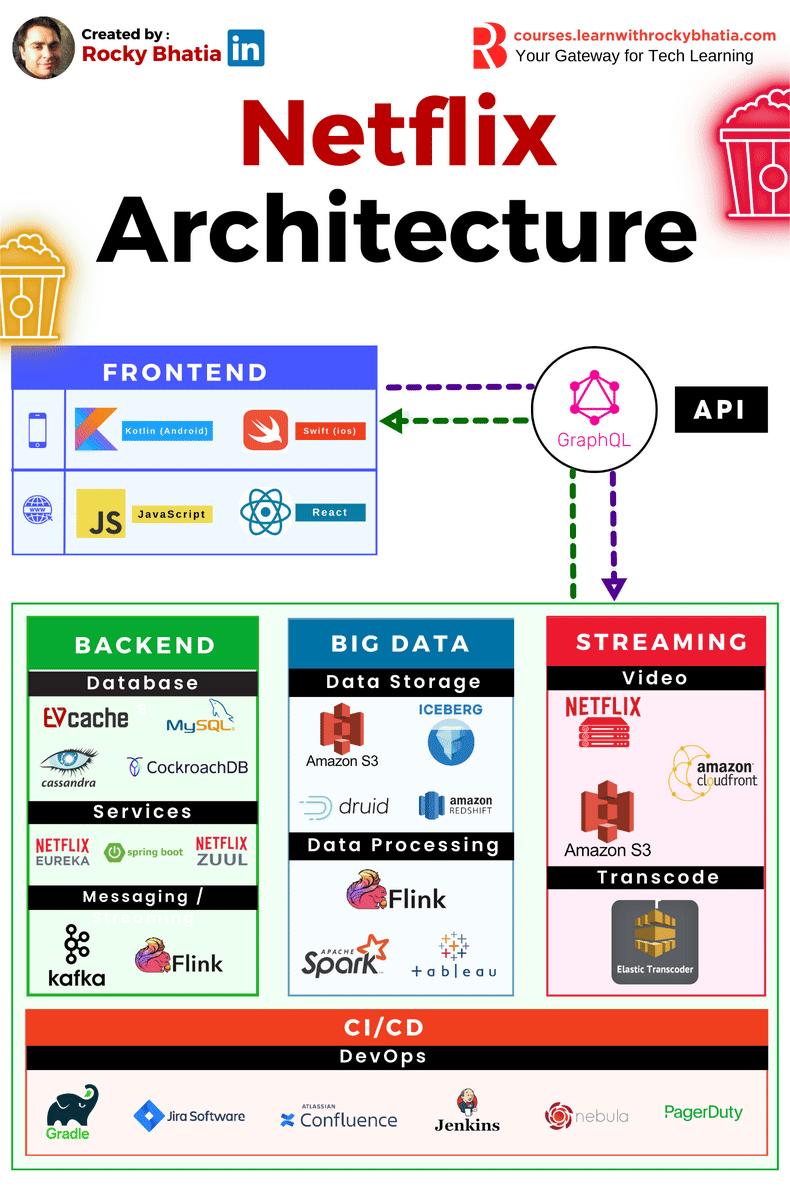 Created by :
Rocky Bhatia
in
courses.learnwithrockybhatia.com
Your Gateway for Tech Learning
Netflix
Architecture
FRONTEND
Kotlin (Android)
Swift (ios)
WWW
JS
JavaScript
React
GraphQL
API
BACKEND
Database
EVcache
MySQL
cassandra
CockroachDB
Services
NETFLIX
EUREKA
spring boot
NETFLIX
ZUUL
Messaging /
Streaming
kafka
Flink
BIG DATA
Data Storage
Amazon S3
ICEBERG
druid
amazon
REDSHIFT
Data Processing
Flink
APACHE
Spark
tableau
STREAMING
Video
NETFLIX
amazon
cloudfront
Amazon S3
Transcode
Elastic Transcoder
CI/CD
DevOps
Gradle
Jira Software
ATLASSIAN
Confluence
Jenkins
nebula
PagerDuty